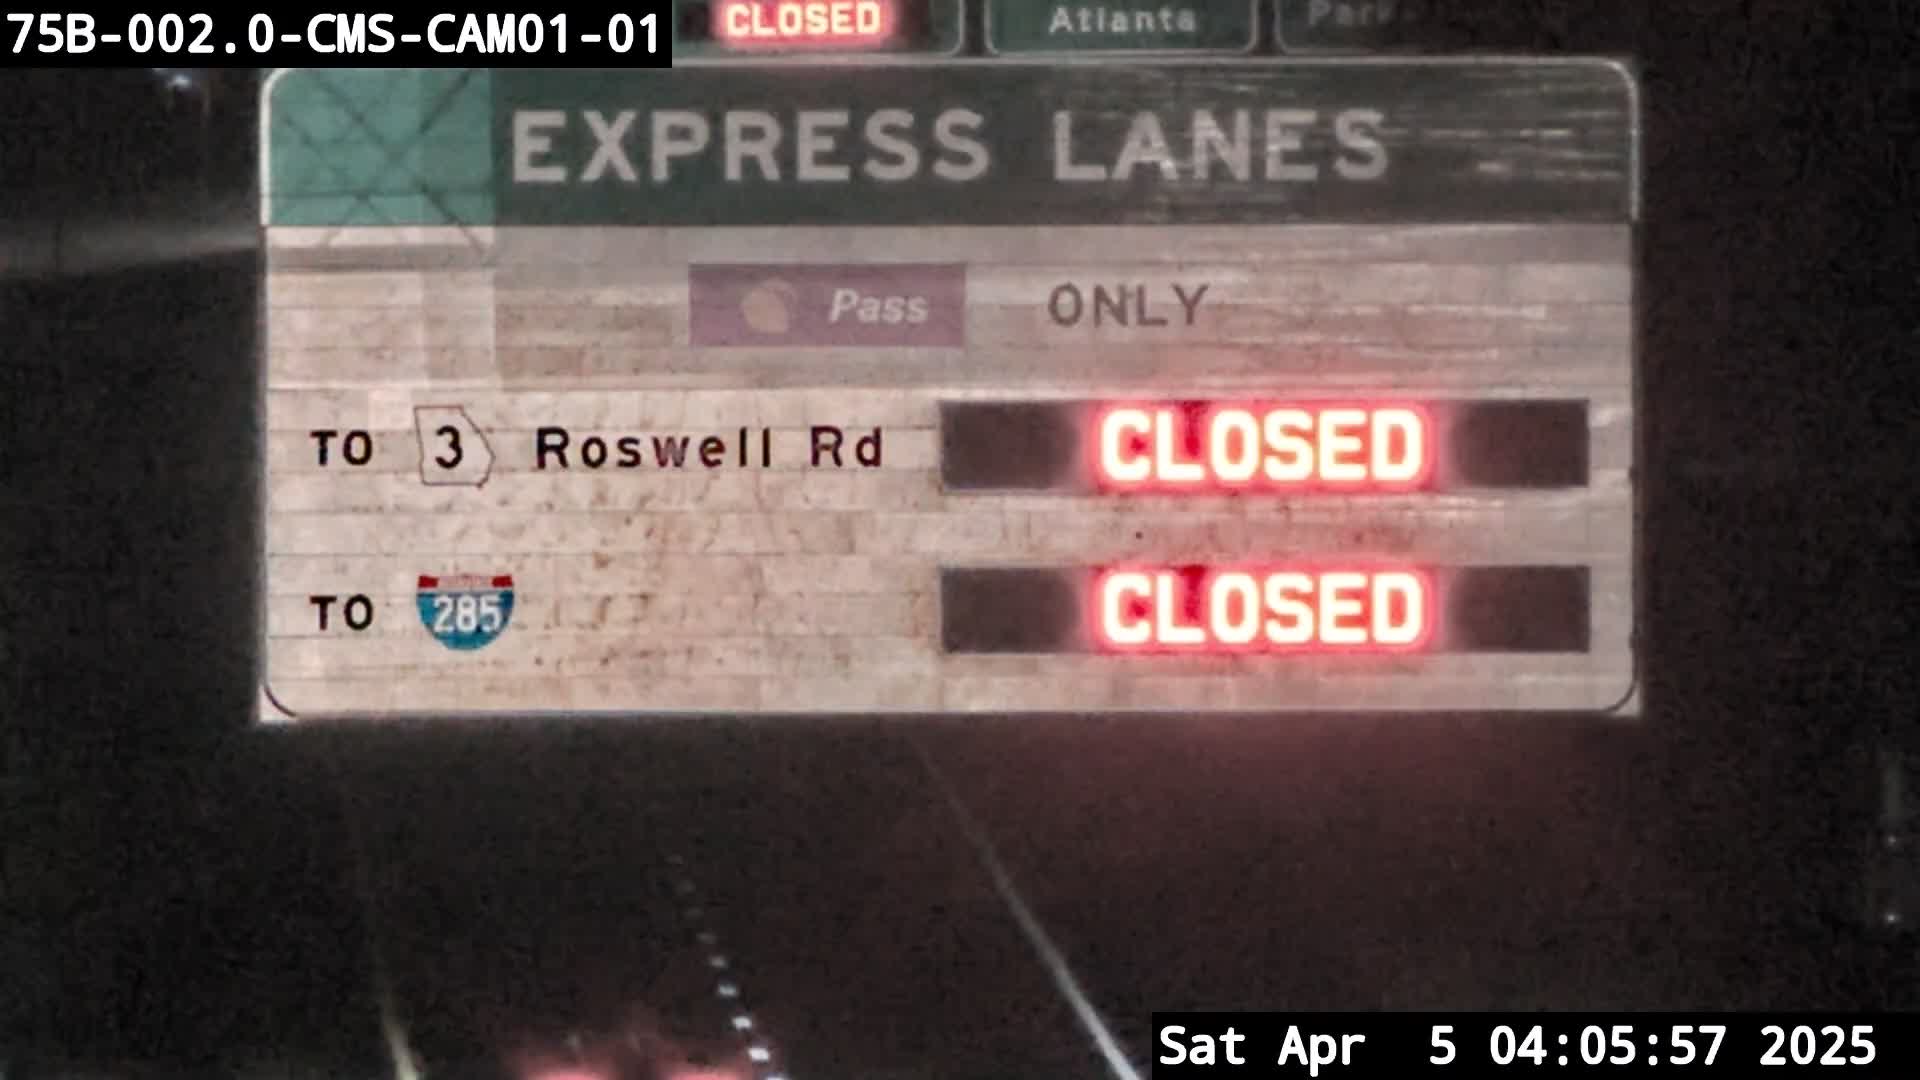 75B-002.0-CMS-CAM01-01
CLOSED
Atlanta
Park
EXPRESS LANES
Pass ONLY
TO 3 Roswell Rd CLOSED
TO 285 CLOSED
Sat Apr 5 04:05:57 2025